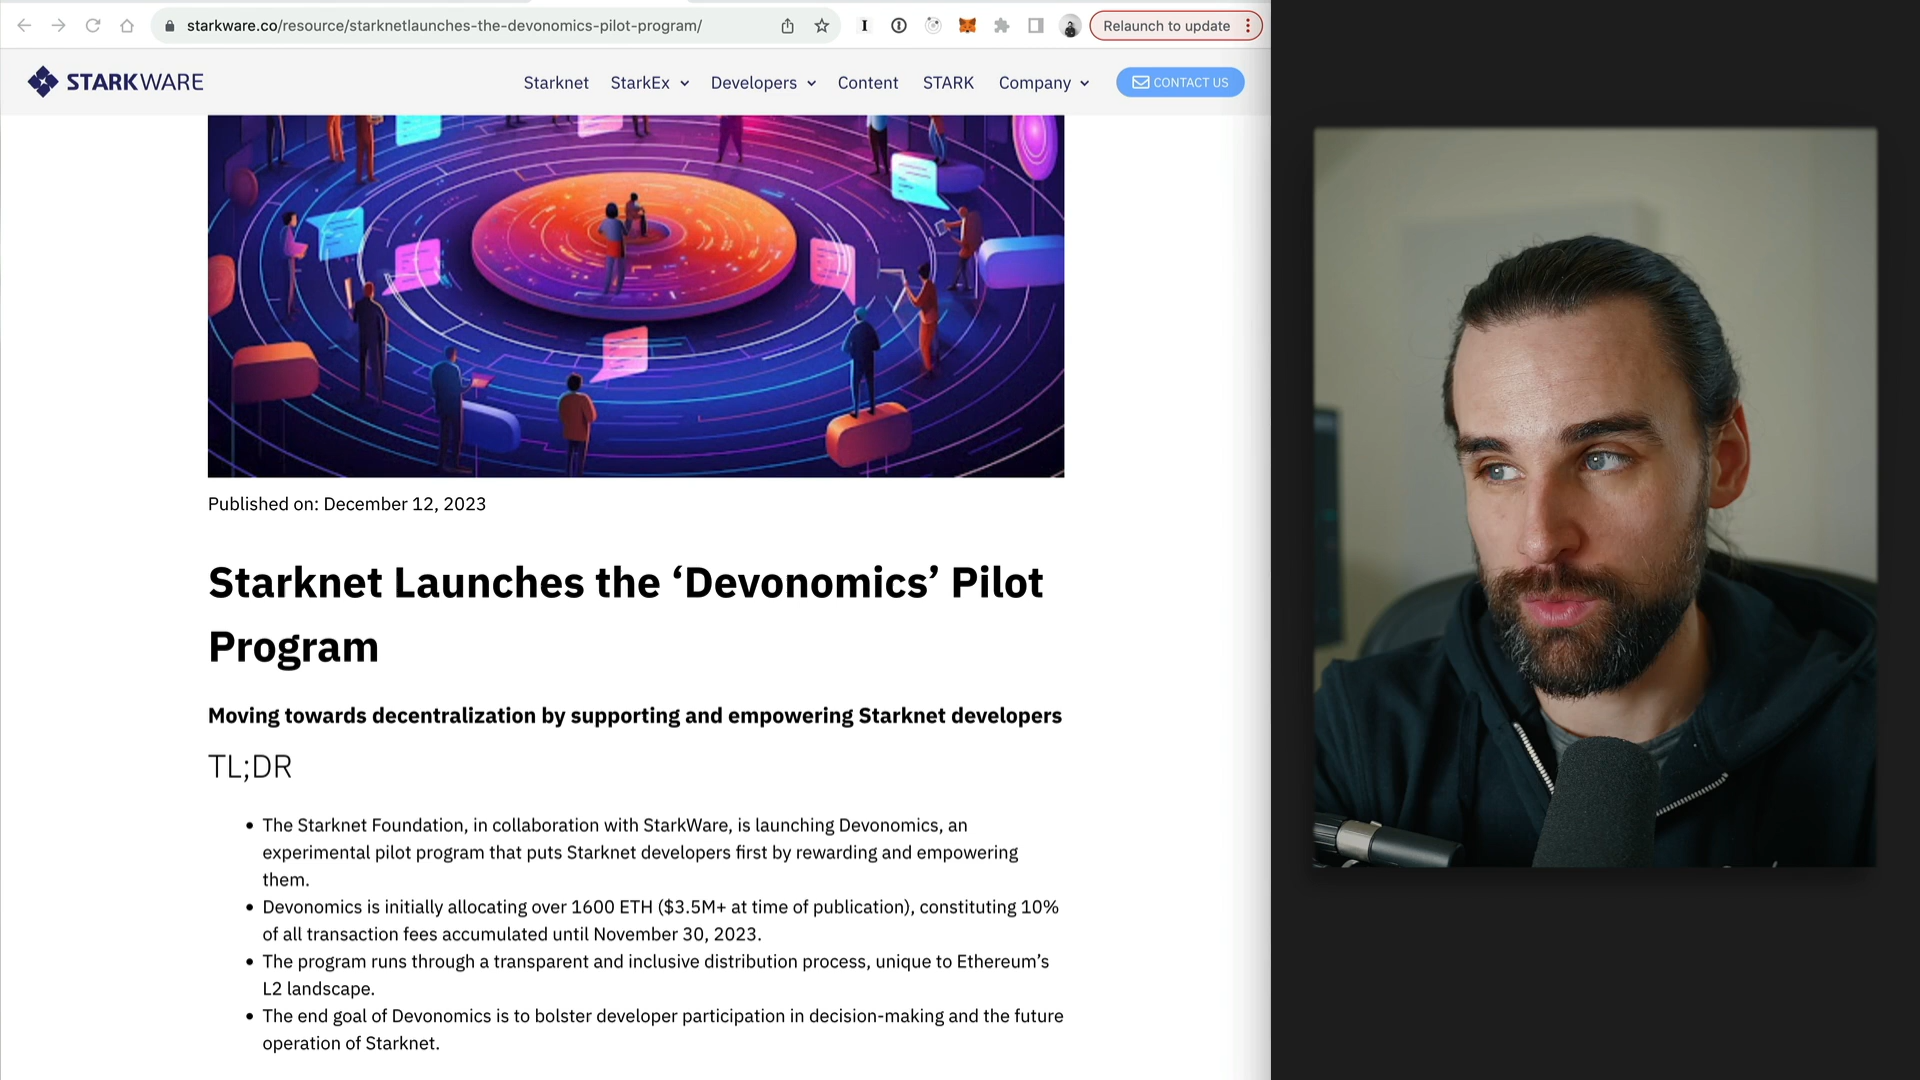 starkware.co/resource/starknetlaunches-the-devonomics-pilot-program/
Relaunch to update
STARKWARE
Starknet
StarkEx
Developers
Content
STARK
Company
CONTACT US
Published on: December 12, 2023
Starknet Launches the ‘Devonomics’ Pilot
Program
Moving towards decentralization by supporting and empowering Starknet developers
TL;DR
• The Starknet Foundation, in collaboration with StarkWare, is launching Devonomics, an
experimental pilot program that puts Starknet developers first by rewarding and empowering
them.
• Devonomics is initially allocating over 1600 ETH ($3.5M+ at time of publication), constituting 10%
of all transaction fees accumulated until November 30, 2023.
• The program runs through a transparent and inclusive distribution process, unique to Ethereum’s
L2 landscape.
• The end goal of Devonomics is to bolster developer participation in decision-making and the future
operation of Starknet.